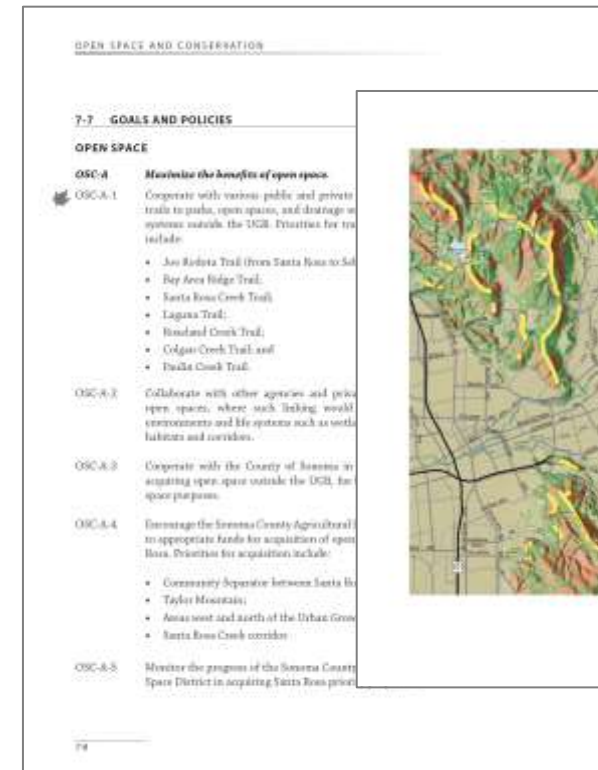 OPEN SPACE AND CONSERVATION
7-7 GOALS AND POLICIES
OPEN SPACE
OSC-A Maximize the benefits of open space.
OSC-A-1 Cooperate with various public and private
trails to parks, open spaces, and drainage
systems outside the UGB. Priorities for
include:
• Joe Rodota Trail (from Santa Rosa to
• Bay Area Ridge Trail;
• Santa Rosa Creek Trail;
• Laguna Trail;
• Roseland Creek Trail;
• Colgan Creek Trail; and
• Paulin Creek Trail.
OSC-A-2 Collaborate with other agencies and
open spaces, where such linking would
environments and life systems such as
habitats and corridors.
OSC-A-3 Cooperate with the County of Sonoma in
acquiring open space outside the UGB, for
space purposes.
OSC-A-4 Encourage the Sonoma County Agricultural
to appropriate funds for acquisition of open
Rosa. Priorities for acquisition include:
• Community Separator between Santa
• Taylor Mountain;
• Areas west and north of the Urban
• Santa Rosa Creek corridor
OSC-A-5 Monitor the progress of the Sonoma County
Space District in acquiring Santa Rosa